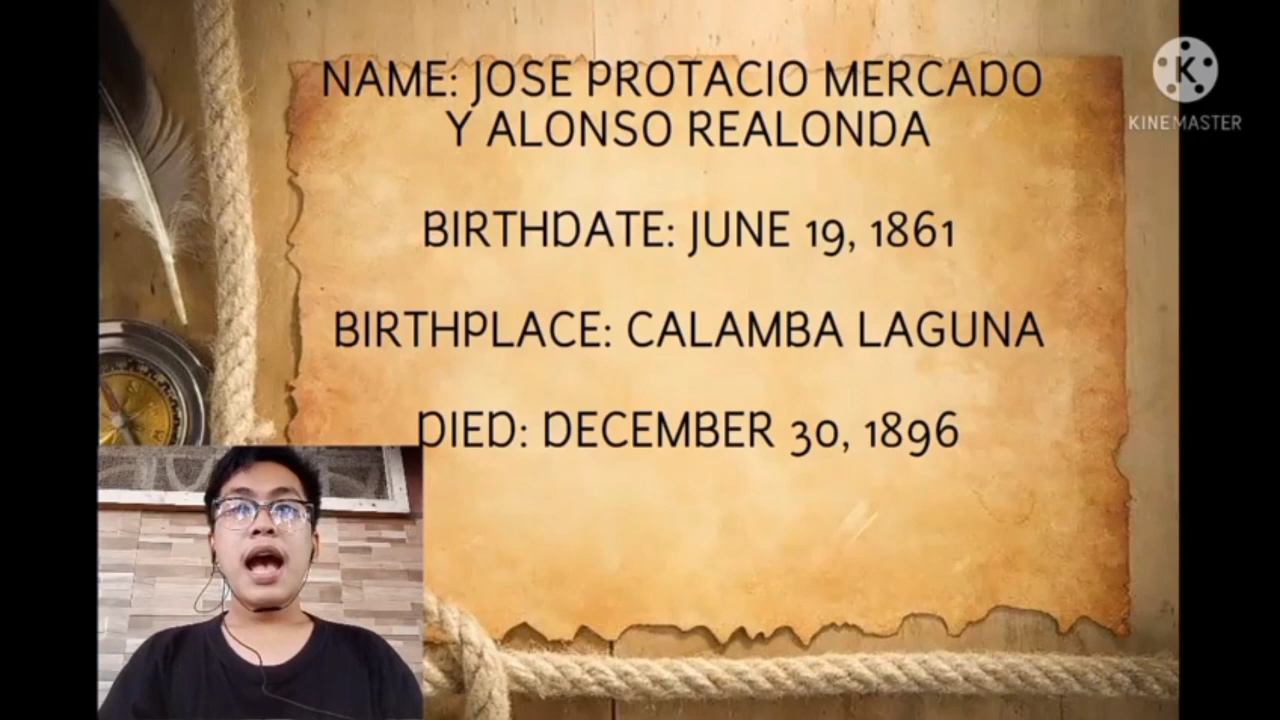 NAME: JOSE PROTACIO MERCADO
Y ALONSO REALONDA
BIRTHDATE: JUNE 19, 1861
BIRTHPLACE: CALAMBA LAGUNA
DIED: DECEMBER 30, 1896
K
KINEMASTER